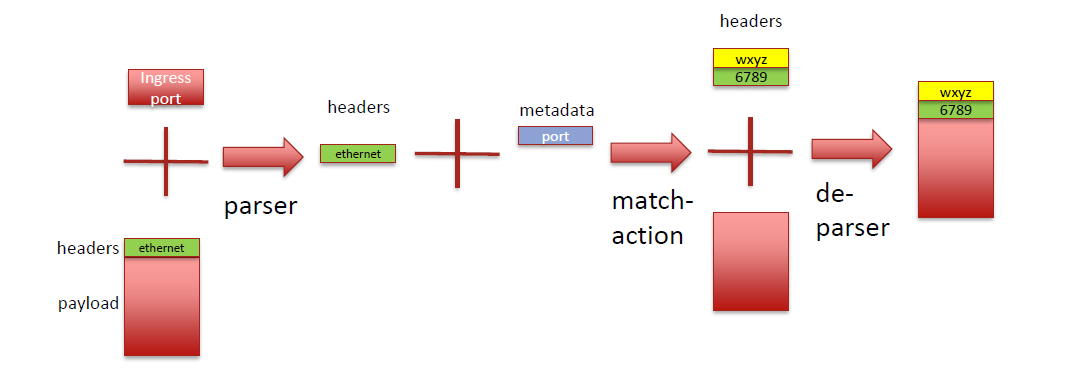 Ingress
port
headers
ethernet
payload
parser
headers
ethernet
metadata
port
match-
action
headers
wxyz
6789
de-
parser
wxyz
6789